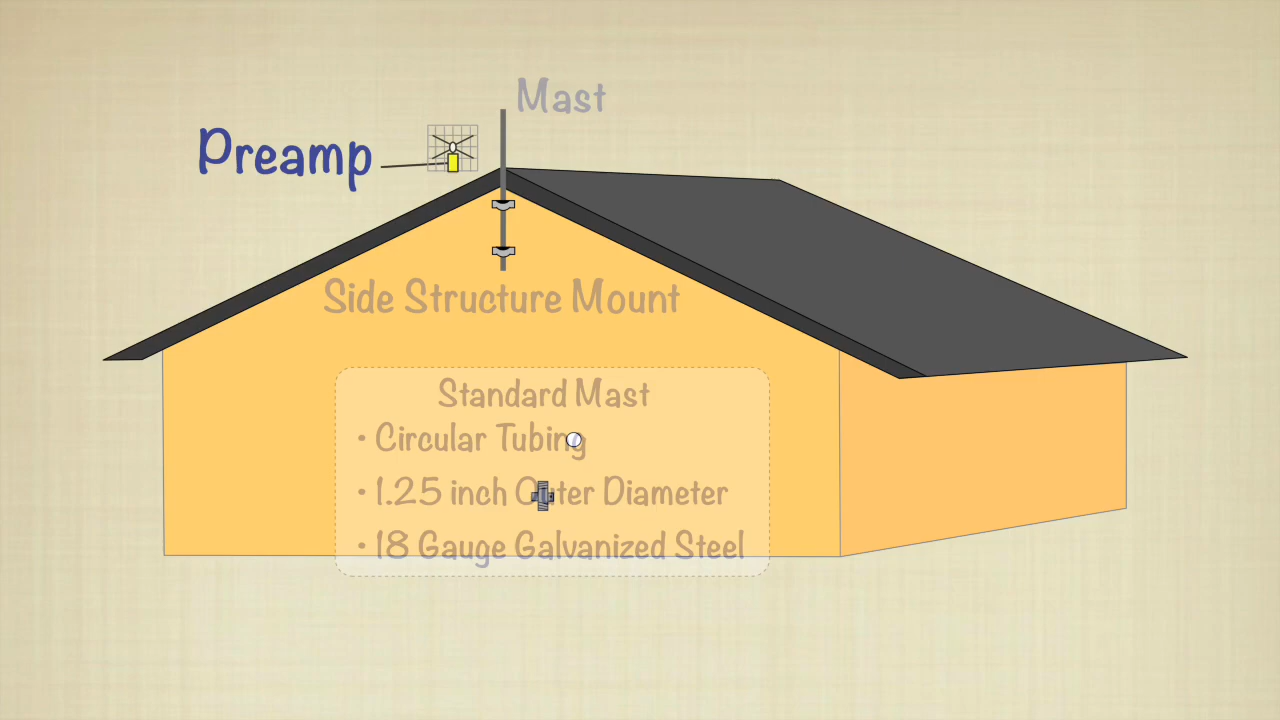 Mast
Preamp
Side Structure Mount
Standard Mast
• Circular Tubing
• 1.25 inch Outer Diameter
• 18 Gauge Galvanized Steel